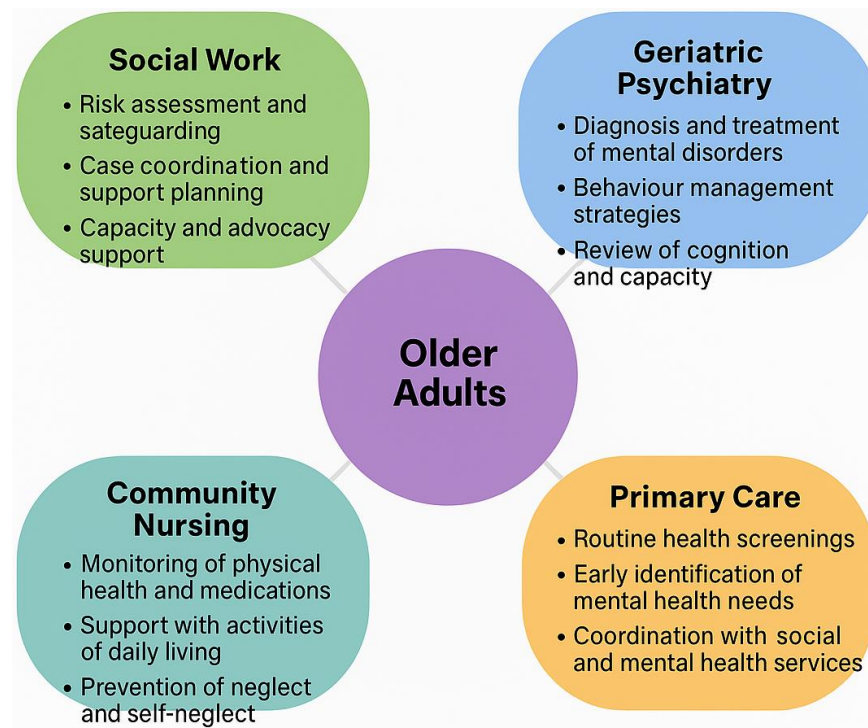 Social Work
• Risk assessment and
sateguarding
• Case coordination and
support planning
• Capacity and advocacy
support
Geriatric
Psychiatry
• Diagnosis and treatment
of mental disorders
• Behaviour management
strategies
• Review of cognition
and capacity
Older
Adults
Community
Nursing
• Monitoring of physical
health and medications
• Support with activities
of daily living
• Prevention of neglect
and self-neglect
Primary Care
• Routine health screenings
• Early identification of
mental health needs
• Coordination with social
and mental health services